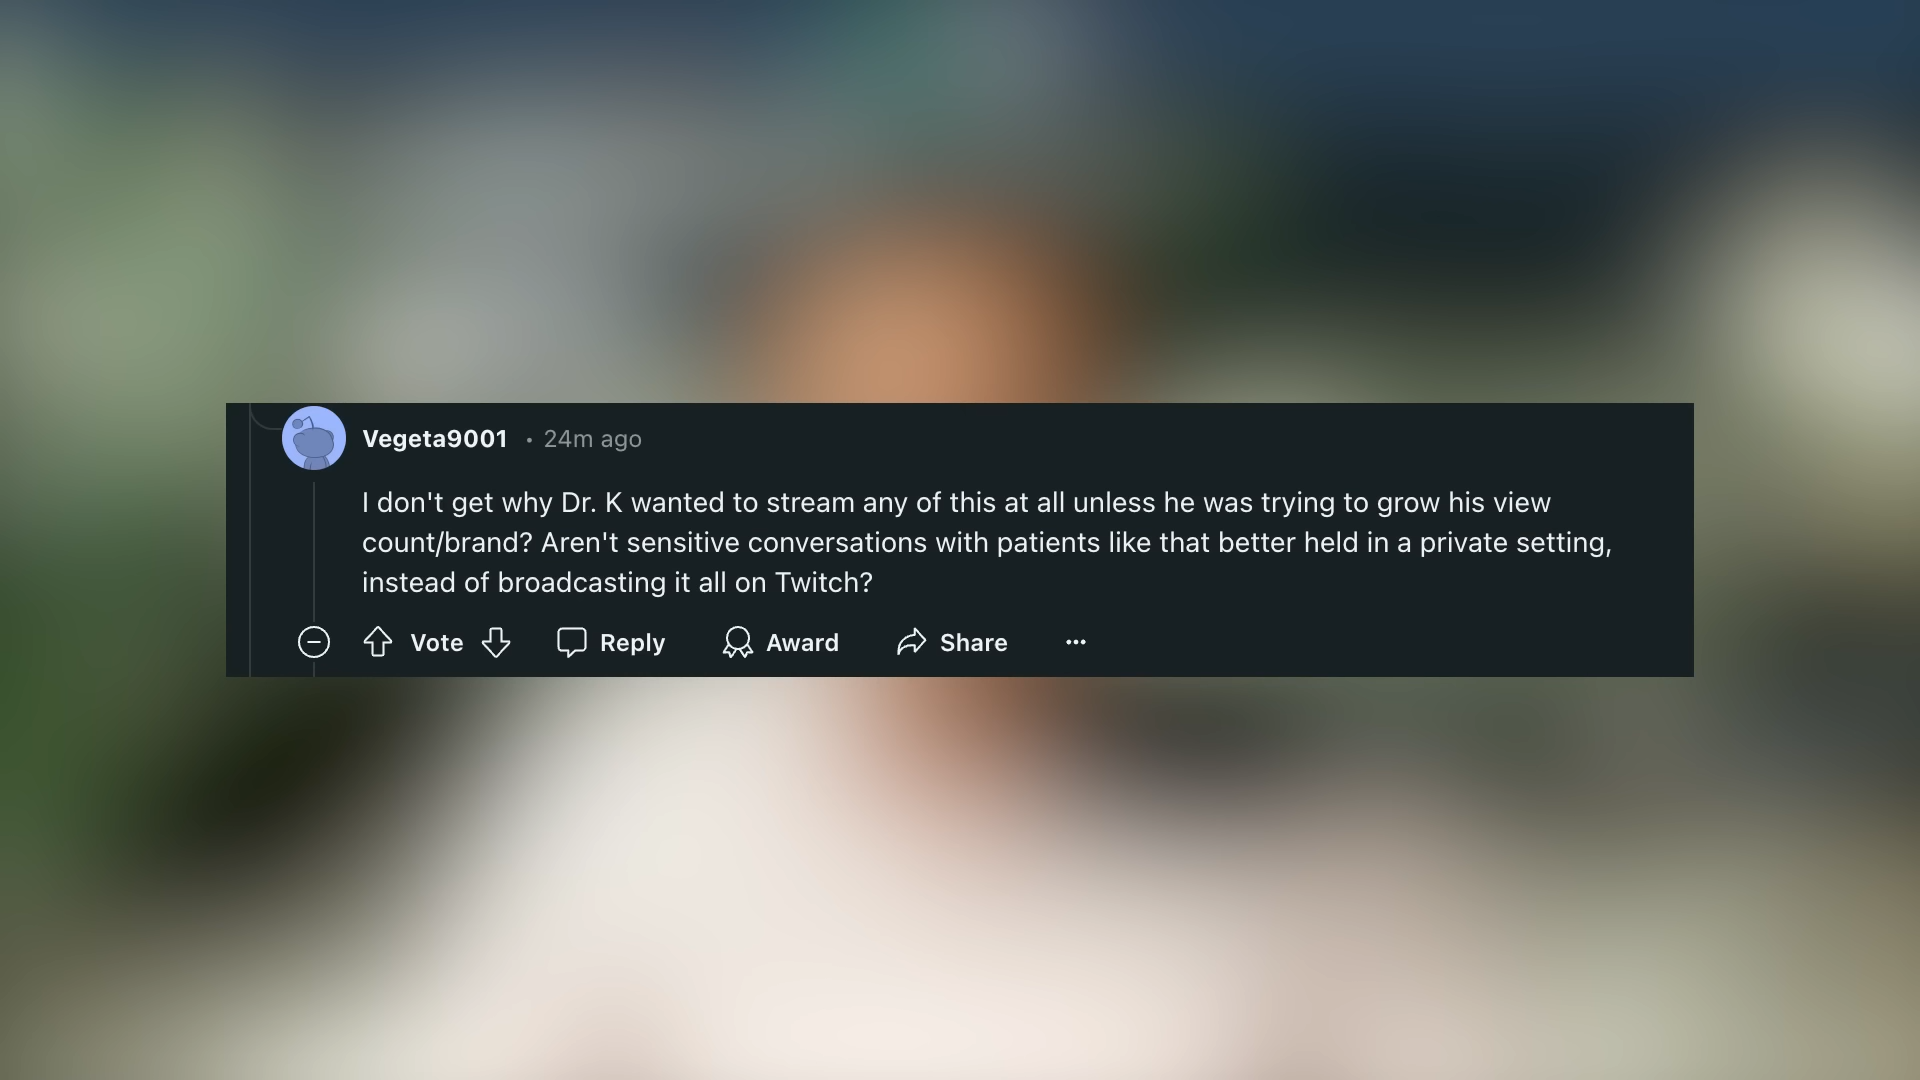 Vegeta9001 • 24m ago
I don't get why Dr. K wanted to stream any of this at all unless he was trying to grow his view
count/brand? Aren't sensitive conversations with patients like that better held in a private setting,
instead of broadcasting it all on Twitch?
Vote Reply Award Share